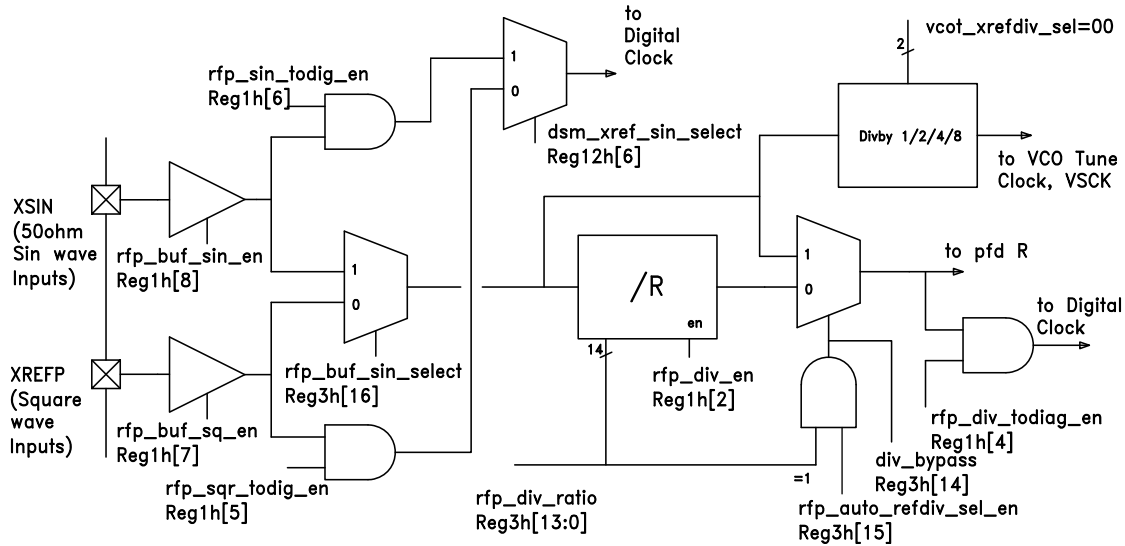 to
Digital
Clock
vcot_xrefdiv_sel=00
2
rfp_sin_todig_en
Reg1h[6]
1
0
dsm_xref_sin_select
Reg12h[6]
Divby 1/2/4/8
to VCO Tune
Clock, VSCK
XSIN
(50ohm
Sin wave
Inputs)
rfp_buf_sin_en
Reg1h[8]
1
0
rfp_buf_sin_select
Reg3h[16]
/R
en
14
rfp_div_en
Reg1h[2]
1
0
to pfd R
to Digital
Clock
XREFP
(Square
wave
Inputs)
rfp_buf_sq_en
Reg1h[7]
rfp_sqr_todig_en
Reg1h[5]
rfp_div_todiag_en
Reg1h[4]
div_bypass
Reg3h[14]
=1
rfp_div_ratio
Reg3h[13:0]
rfp_auto_refdiv_sel_en
Reg3h[15]